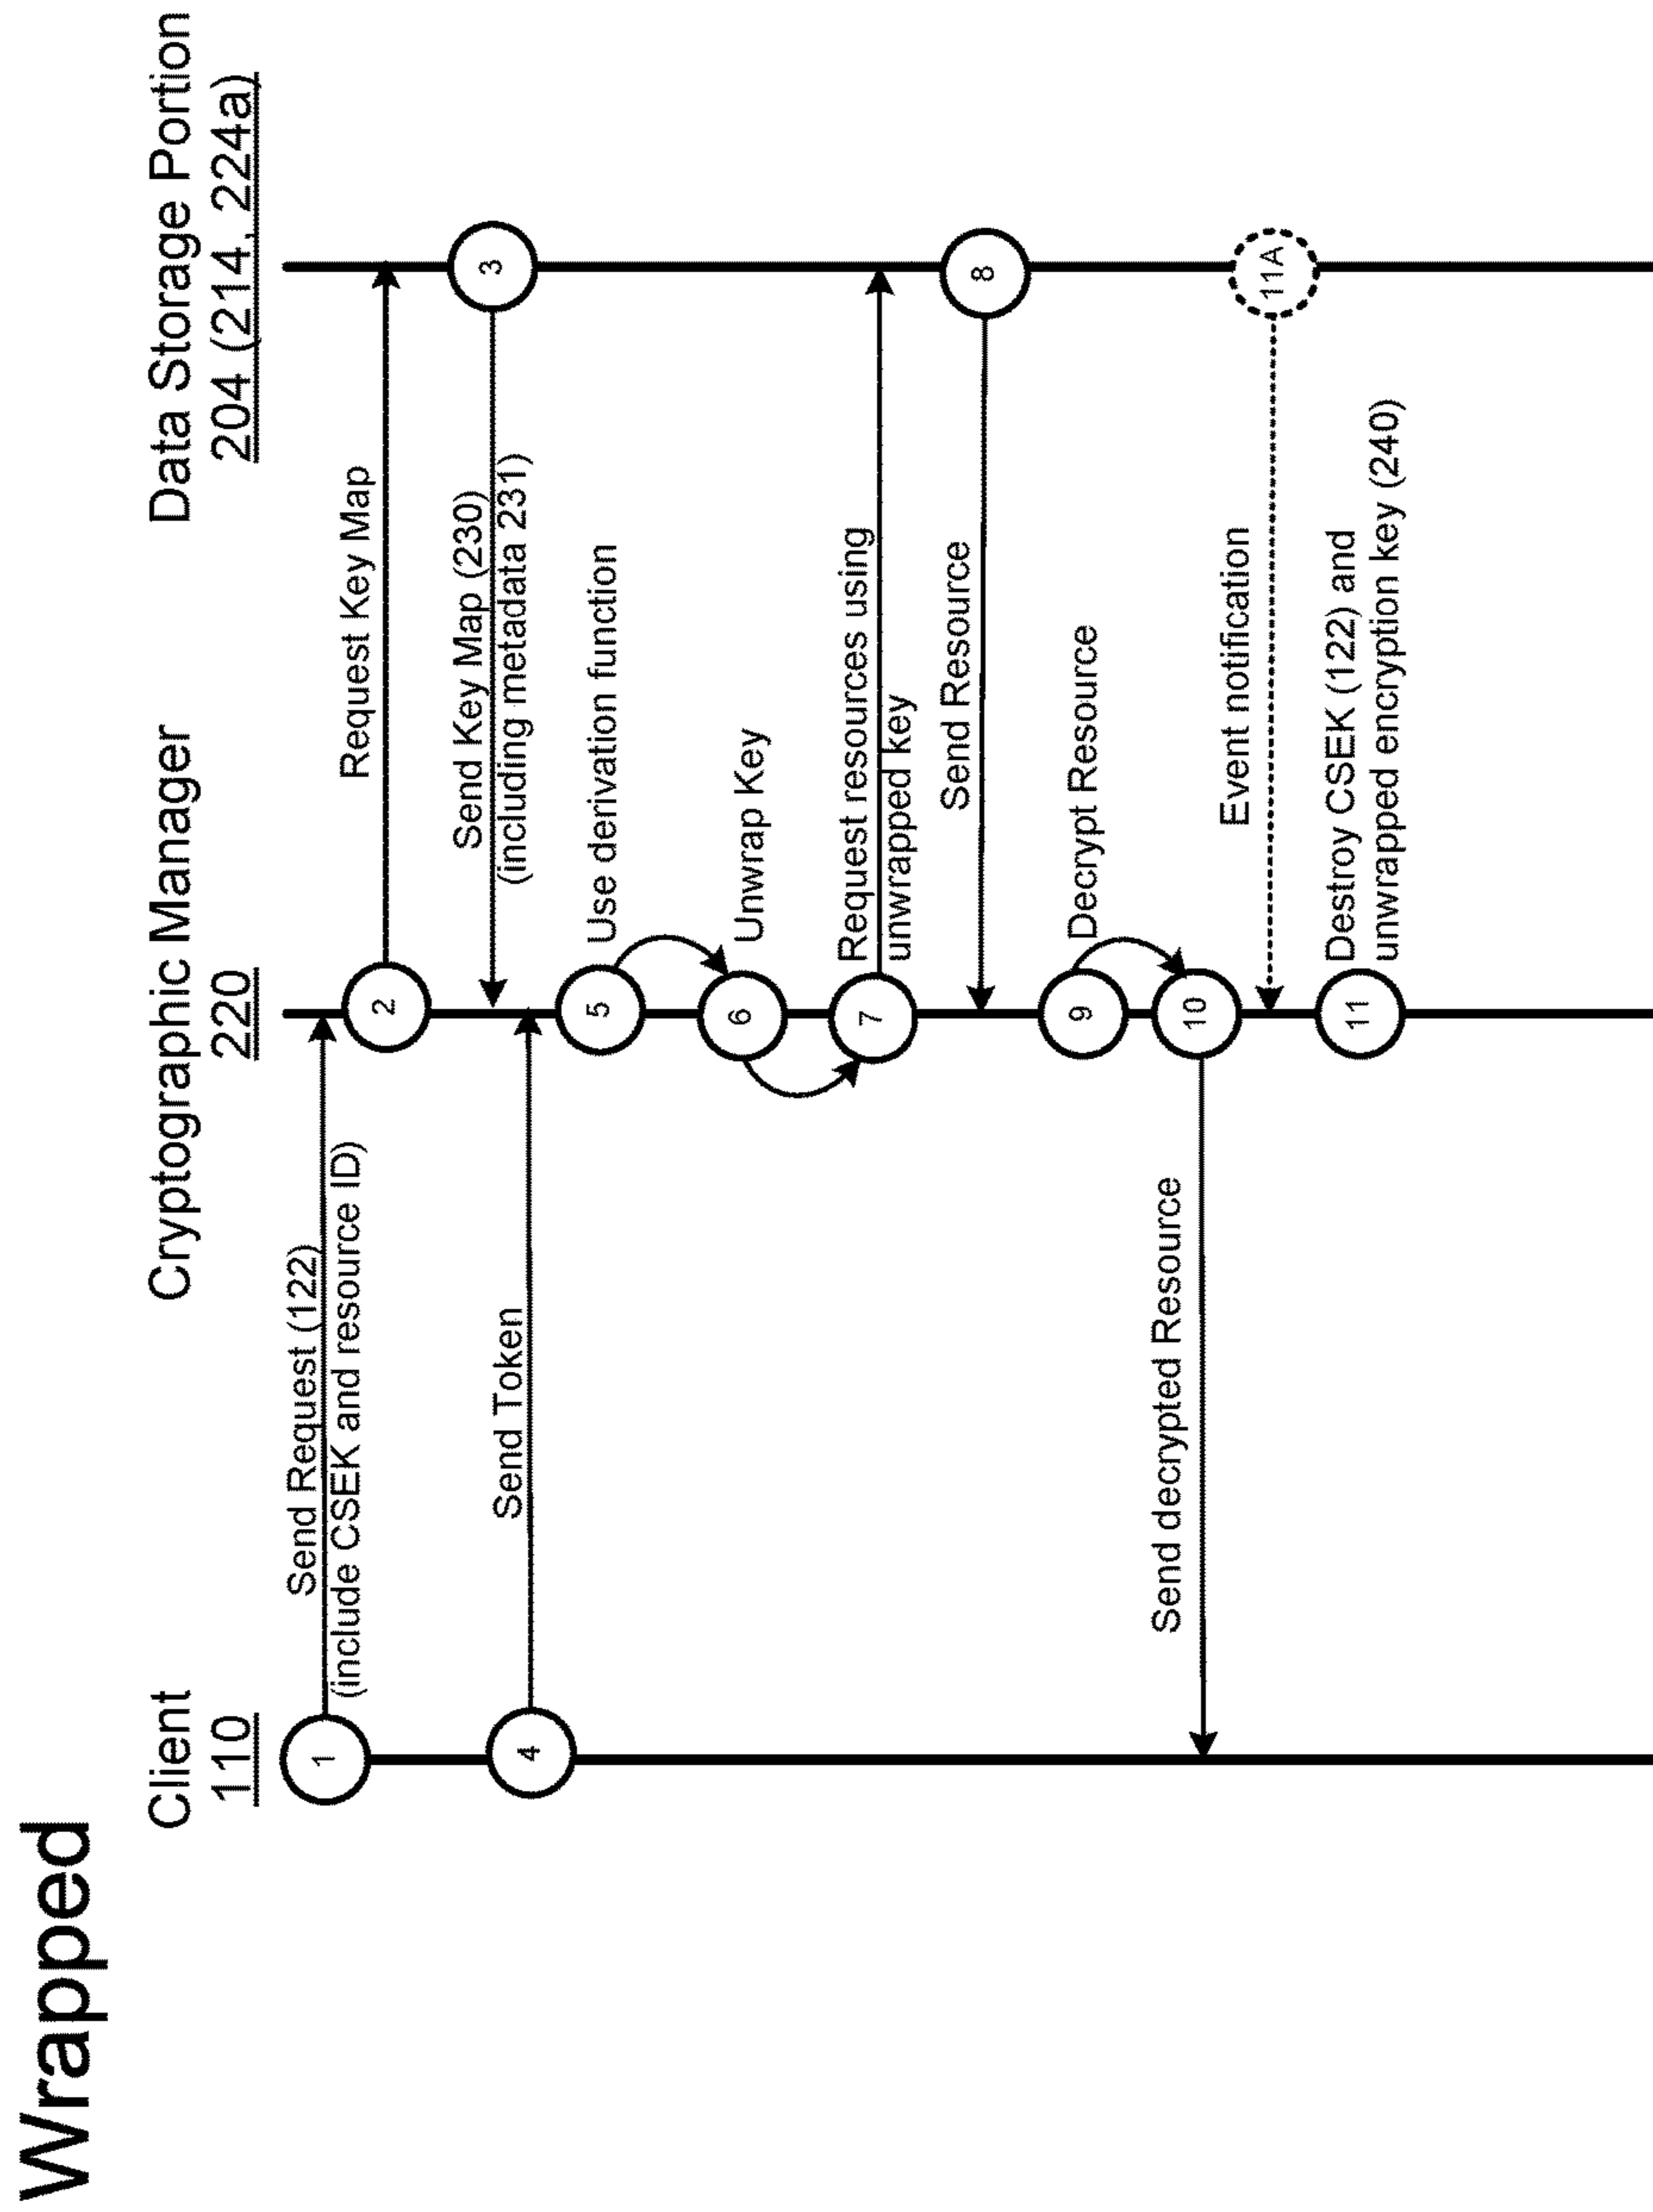 Wrapped
Client
110
Cryptographic Manager
220
Data Storage Portion
204 (214, 224a)
1
Send Request (122)
(include CSEK and resource ID)
2
Request Key Map
3
Send Key Map (230)
(including metadata 231)
4
Send Token
5
Use derivation function
6
Unwrap Key
7
Request resources using
unwrapped key
8
Send Resource
9
Decrypt Resource
10
Send decrypted Resource
11A
Event notification
11
Destroy CSEK (122) and
unwrapped encryption key (240)